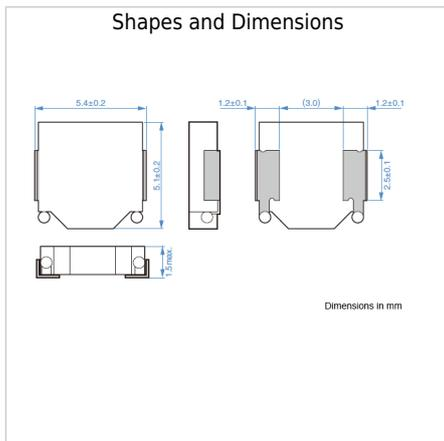 Shapes and Dimensions
5.4±0.2
1.2±0.1
(3.0)
1.2±0.1
5.1±0.2
2.5±0.1
1.5max.
Dimensions in mm